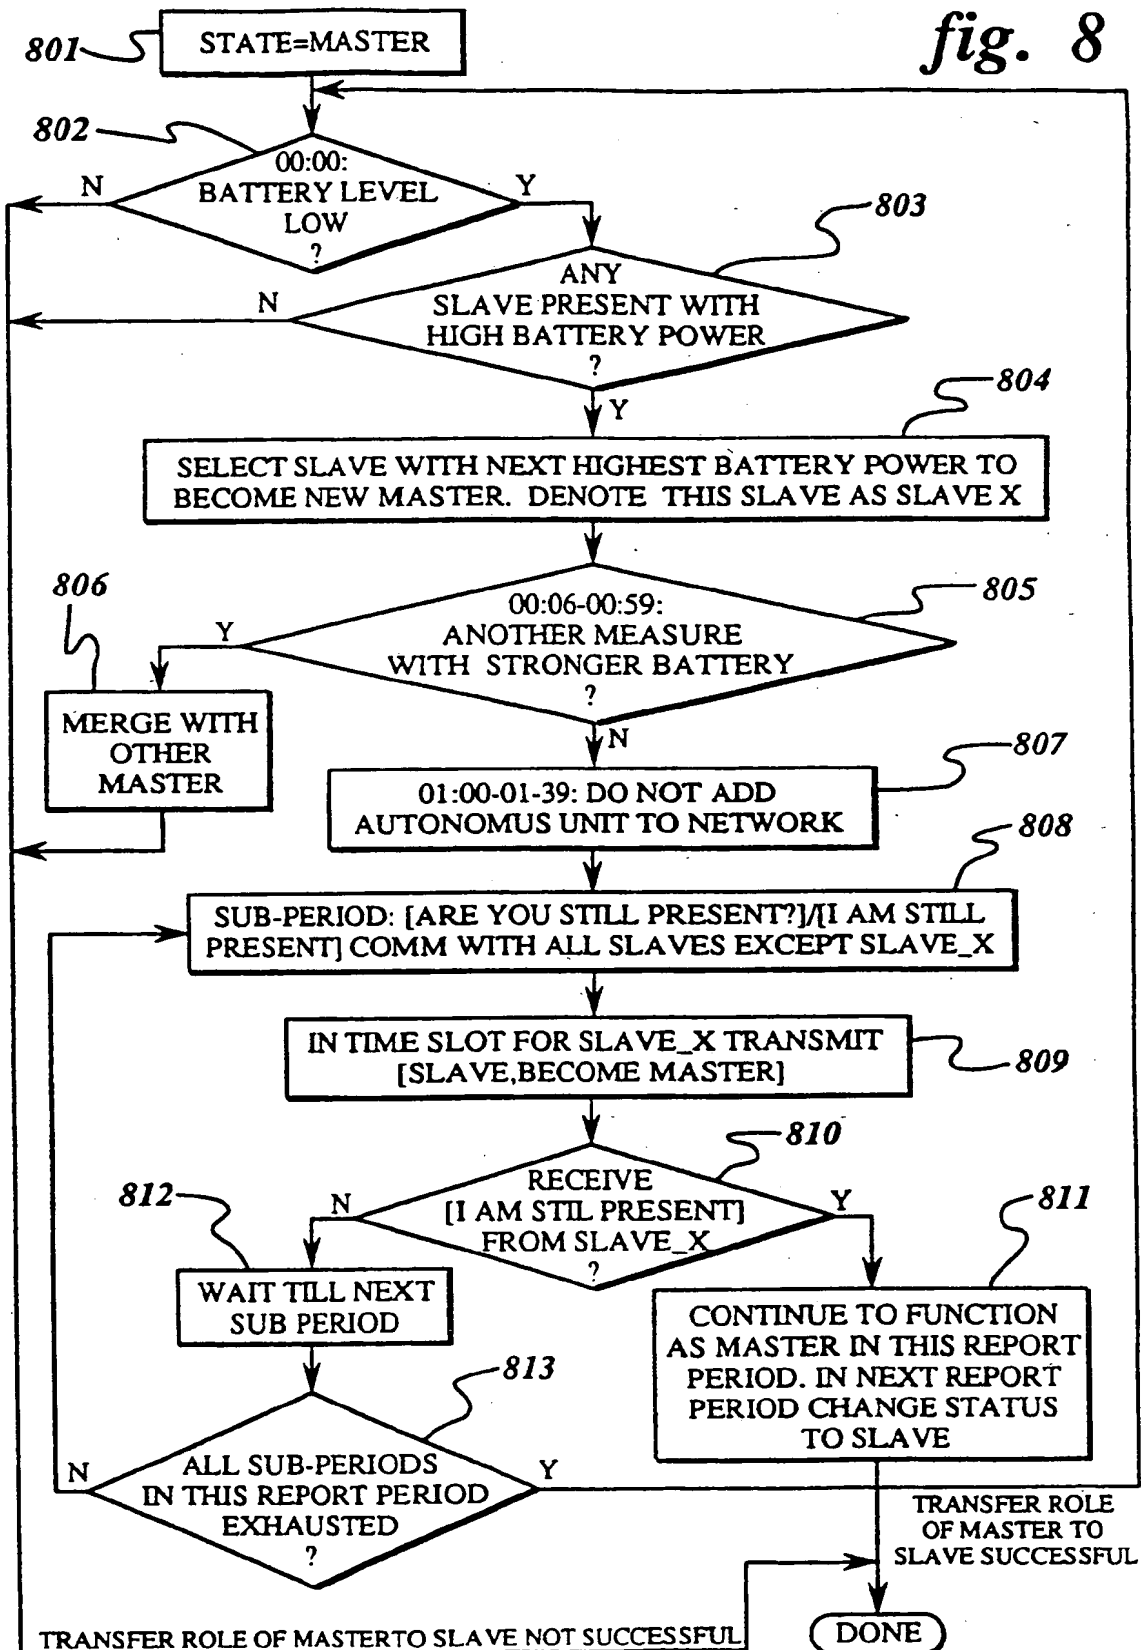 fig. 8
801
STATE=MASTER
802
00:00:
BATTERY LEVEL
LOW
?
N
Y
803
ANY
SLAVE PRESENT WITH
HIGH BATTERY POWER
?
N
Y
804
SELECT SLAVE WITH NEXT HIGHEST BATTERY POWER TO
BECOME NEW MASTER. DENOTE THIS SLAVE AS SLAVE X
805
00:06-00:59:
ANOTHER MEASURE
WITH STRONGER BATTERY
?
Y
N
806
MERGE WITH
OTHER
MASTER
807
01:00-01-39: DO NOT ADD
AUTONOMUS UNIT TO NETWORK
808
SUB-PERIOD: [ARE YOU STILL PRESENT?]/[I AM STILL
PRESENT] COMM WITH ALL SLAVES EXCEPT SLAVE_X
IN TIME SLOT FOR SLAVE_X TRANSMIT
[SLAVE,BECOME MASTER]
809
810
RECEIVE
[I AM STIL PRESENT]
FROM SLAVE_X
?
N
Y
812
WAIT TILL NEXT
SUB PERIOD
811
CONTINUE TO FUNCTION
AS MASTER IN THIS REPORT
PERIOD. IN NEXT REPORT
PERIOD CHANGE STATUS
TO SLAVE
813
ALL SUB-PERIODS
IN THIS REPORT PERIOD
EXHAUSTED
?
N
Y
TRANSFER ROLE
OF MASTER TO
SLAVE SUCCESSFUL
TRANSFER ROLE OF MASTERTO SLAVE NOT SUCCESSFUL
DONE